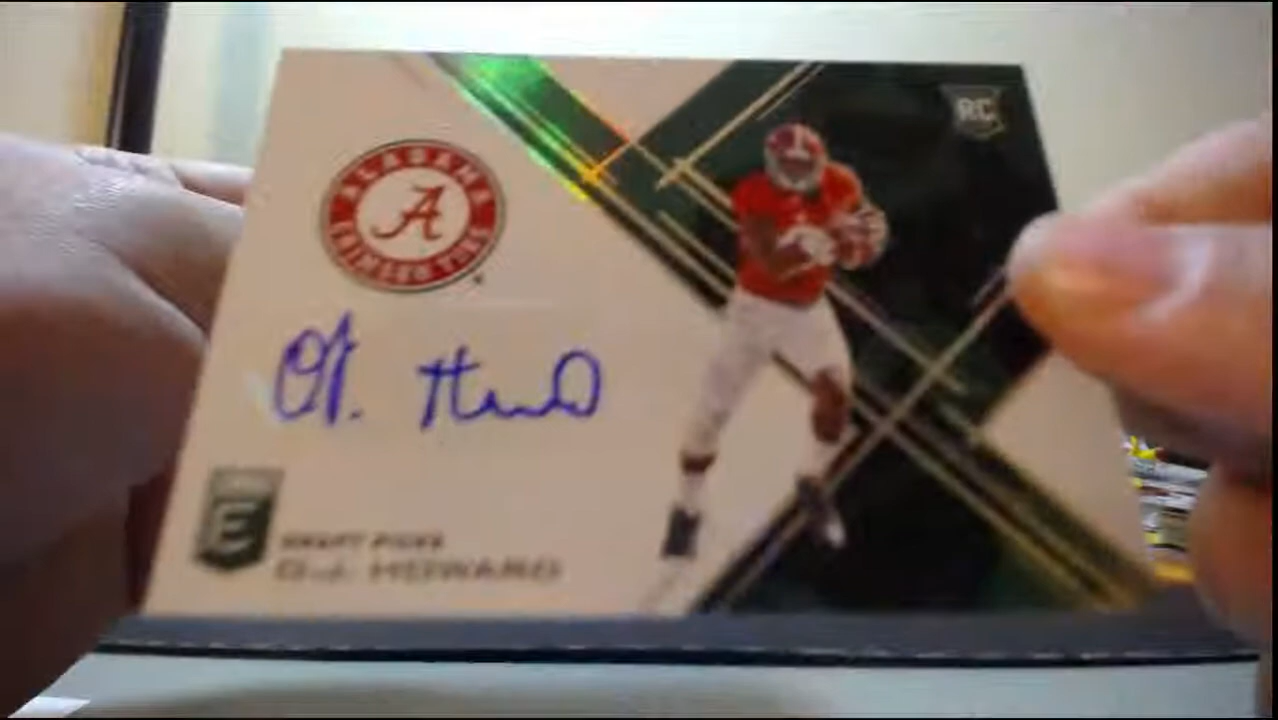 RC
ALABAMA
A
CRIMSON TIDE
O.J. Howard
E
DRAFT PICKS
O.J. HOWARD